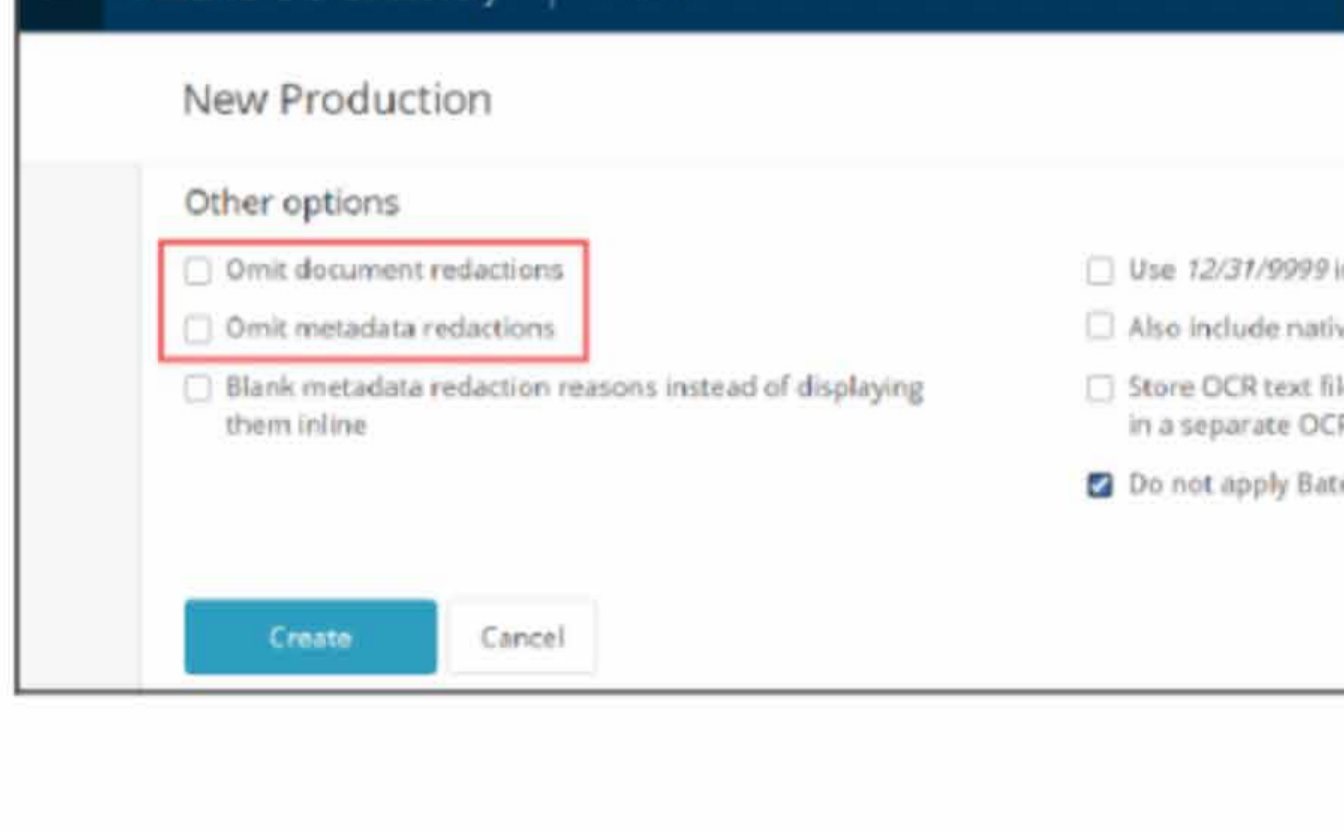 New Production
Other options
Omit document redactions
Omit metadata redactions
Blank metadata redaction reasons instead of displaying
them inline
Use 12/31/9999
Also include
Store OCR text
in a separate
Do not apply
Create
Cancel